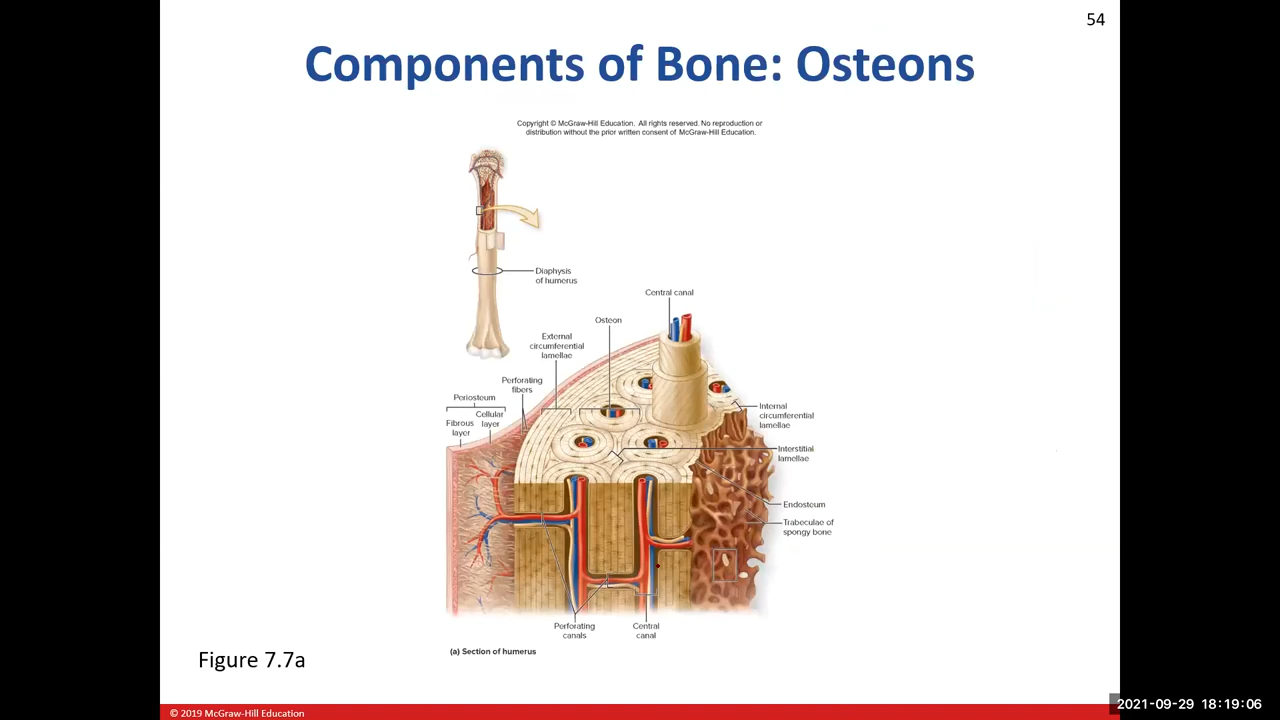 54
Components of Bone: Osteons
Copyright © McGraw-Hill Education. All rights reserved. No reproduction or
distribution without the prior written consent of McGraw-Hill Education.
Diaphysis
of humerus
Central canal
Osteon
External
circumferential
lamellae
Perforating
fibers
Periosteum
Fibrous
layer
Cellular
layer
Internal
circumferential
lamellae
Interstitial
lamellae
Endosteum
Trabeculae of
spongy bone
Perforating
canals
Central
canal
(a) Section of humerus
Figure 7.7a
© 2019 McGraw-Hill Education
2021-09-29 18:19:06